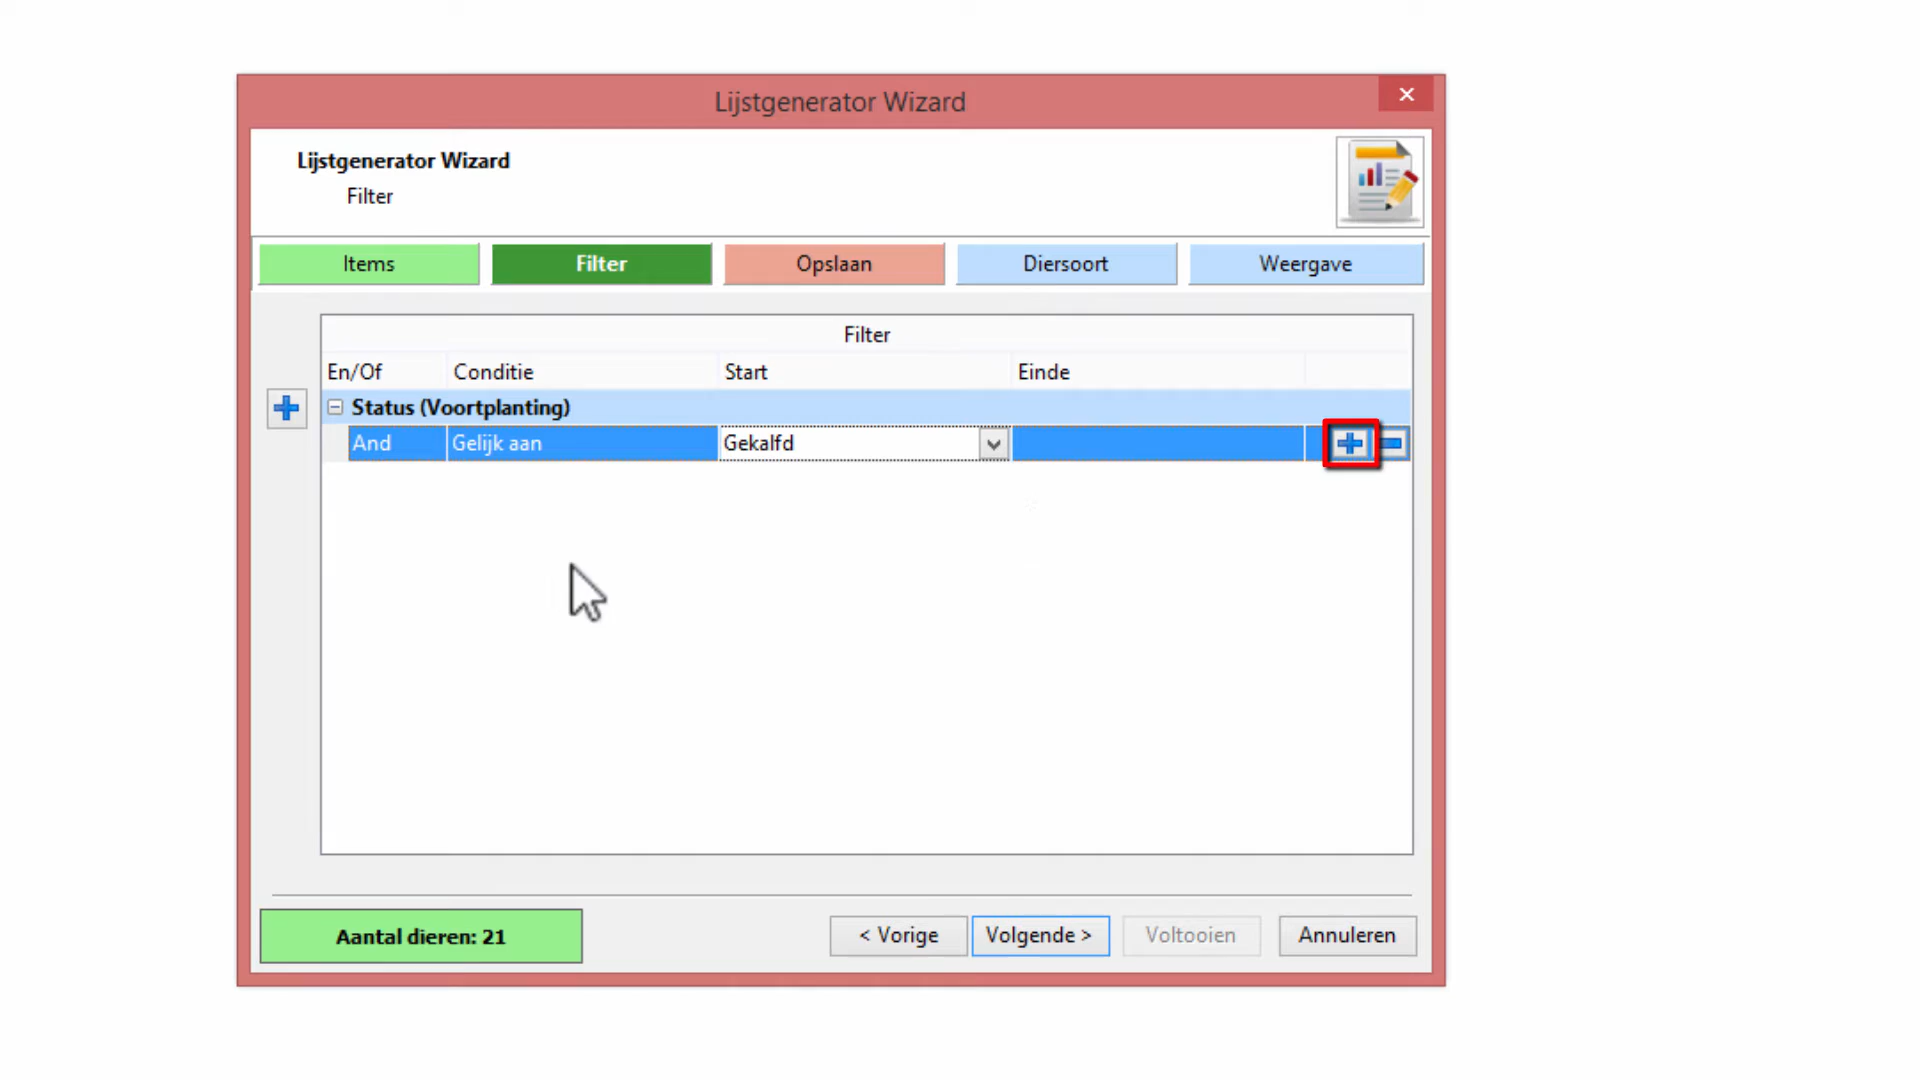 Lijstgenerator Wizard
Lijstgenerator Wizard
Filter
Items Filter Opslaan Diersoort Weergave
Filter
En/Of Conditie Start Einde
Status (Voortplanting)
And Gelijk aan Gekalfd
Aantal dieren: 21 < Vorige Volgende > Voltooien Annuleren